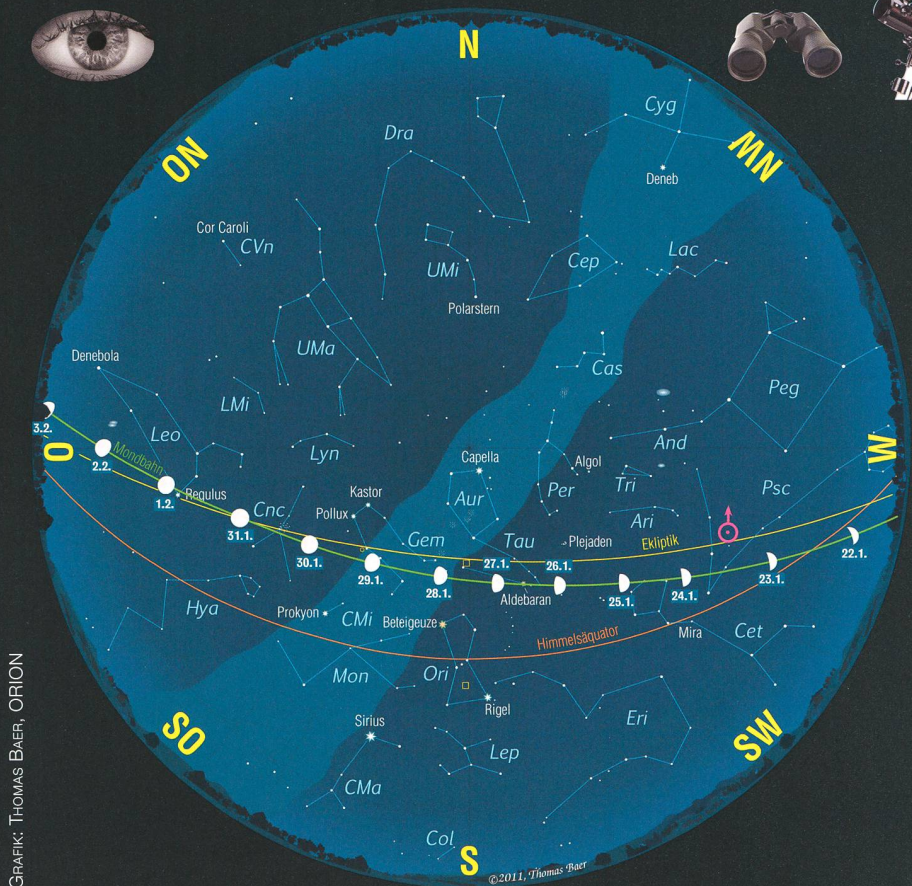 N
NO
NW
Cyg
Dra
Deneb
Cor Caroli
CVn
Lac
Cep
UMi
Polarstern
UMa
Denebola
Cas
Peg
LMi
3.2.
Leo
And
O
W
Mondbahn
Lyn
Capella
Algol
2.2.
Regulus
Kastor
Aur
Per
Tri
Psc
1.2.
Cnc
Pollux
Ari
31.1.
Gem
Tau
Plejaden
Ekliptik
22.1.
30.1.
29.1.
27.1.
26.1.
23.1.
28.1.
Aldebaran
25.1.
24.1.
Hya
Prokyon
CMi
Beteigeuze
Himmelsäquator
Mira
Cet
Mon
Ori
Rigel
Eri
SO
Sirius
SW
Lep
CMa
Col
S
©2011, Thomas Baer
GRAFIK: THOMAS BAER, ORION